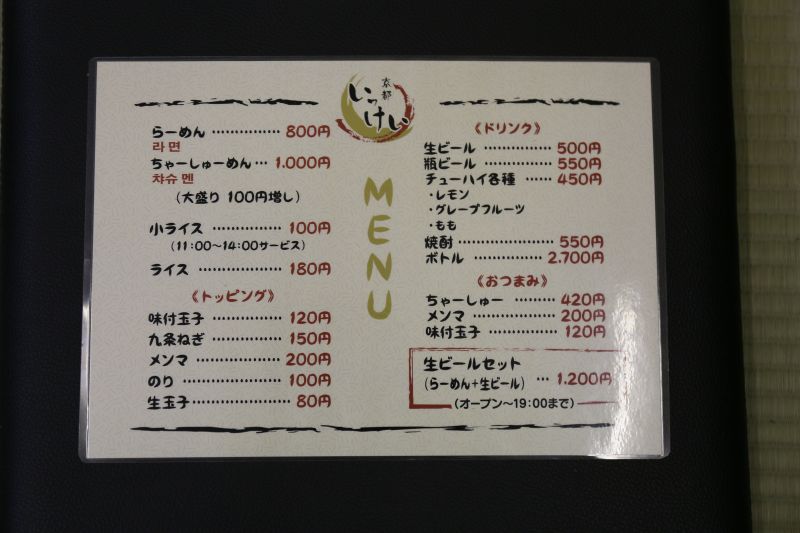 京都
いっけい
MENU
らーめん ……………… 800円
라면
ちゃーしゅーめん … 1.000円
챠슈멘
(大盛り 100円増し)
小ライス ……………… 100円
(11:00〜14:00サービス)
ライス ……………… 180円
《トッピング》
味付玉子 ……………… 120円
九条ねぎ ……………… 150円
メンマ ……………… 200円
のり ……………… 100円
生玉子 ……………… 80円
《ドリンク》
生ビール ……………… 500円
瓶ビール ……………… 550円
チューハイ各種 …… 450円
・レモン
・グレープフルーツ
・もも
焼酎 ……………… 550円
ボトル ……………… 2.700円
《おつまみ》
ちゃーしゅー ………… 420円
メンマ ……………… 200円
味付玉子 ……………… 120円
生ビールセット
(らーめん+生ビール) … 1.200円
(オープン〜19:00まで)